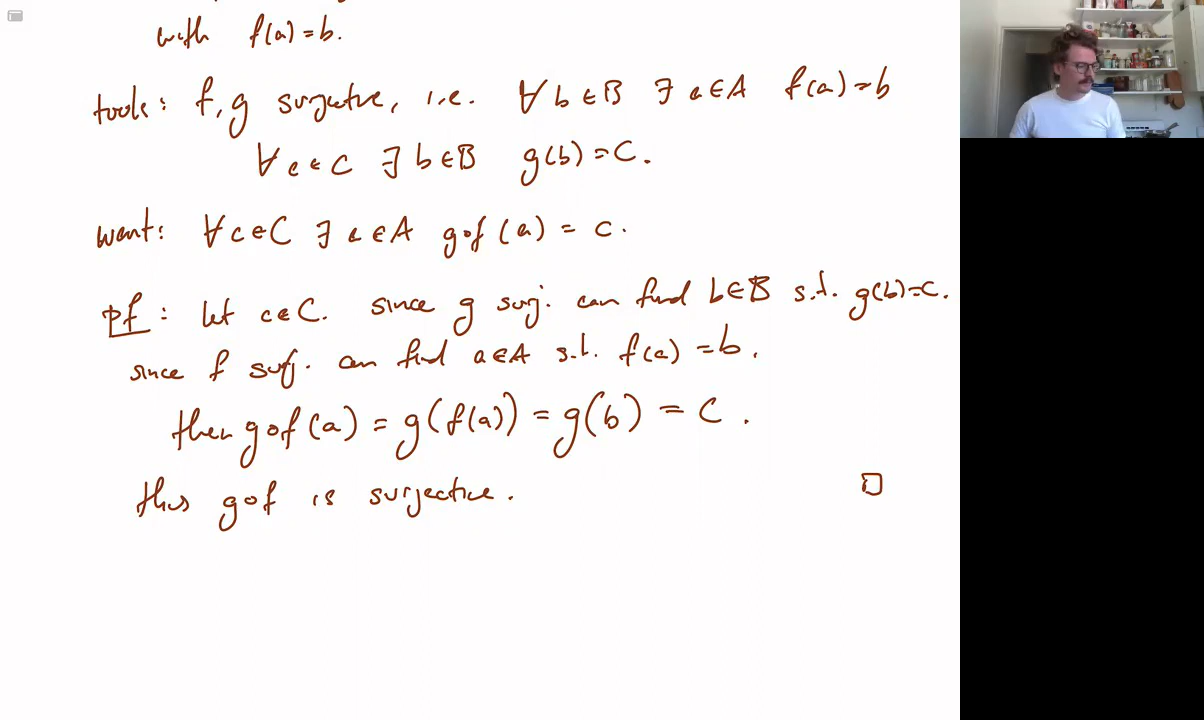 with f(a)=b.
tools: f,g surjective, i.e. ∀ b∈B ∃ a∈A f(a)=b
∀ c∈C ∃ b∈B g(b)=C.
want: ∀ c∈C ∃ a∈A g∘f(a) = c.
pf: let c∈C. since g surj. can find b∈B s.t. g(b)=C.
since f surj. can find a∈A s.t. f(a)=b.
then g∘f(a) = g(f(a)) = g(b) = C.
thus g∘f is surjective. □